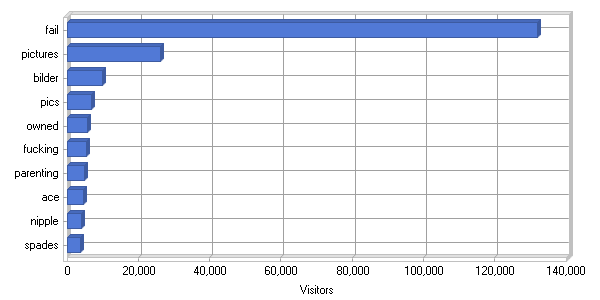 fail
pictures
bilder
pics
owned
fucking
parenting
ace
nipple
spades
0 20,000 40,000 60,000 80,000 100,000 120,000 140,000
Visitors